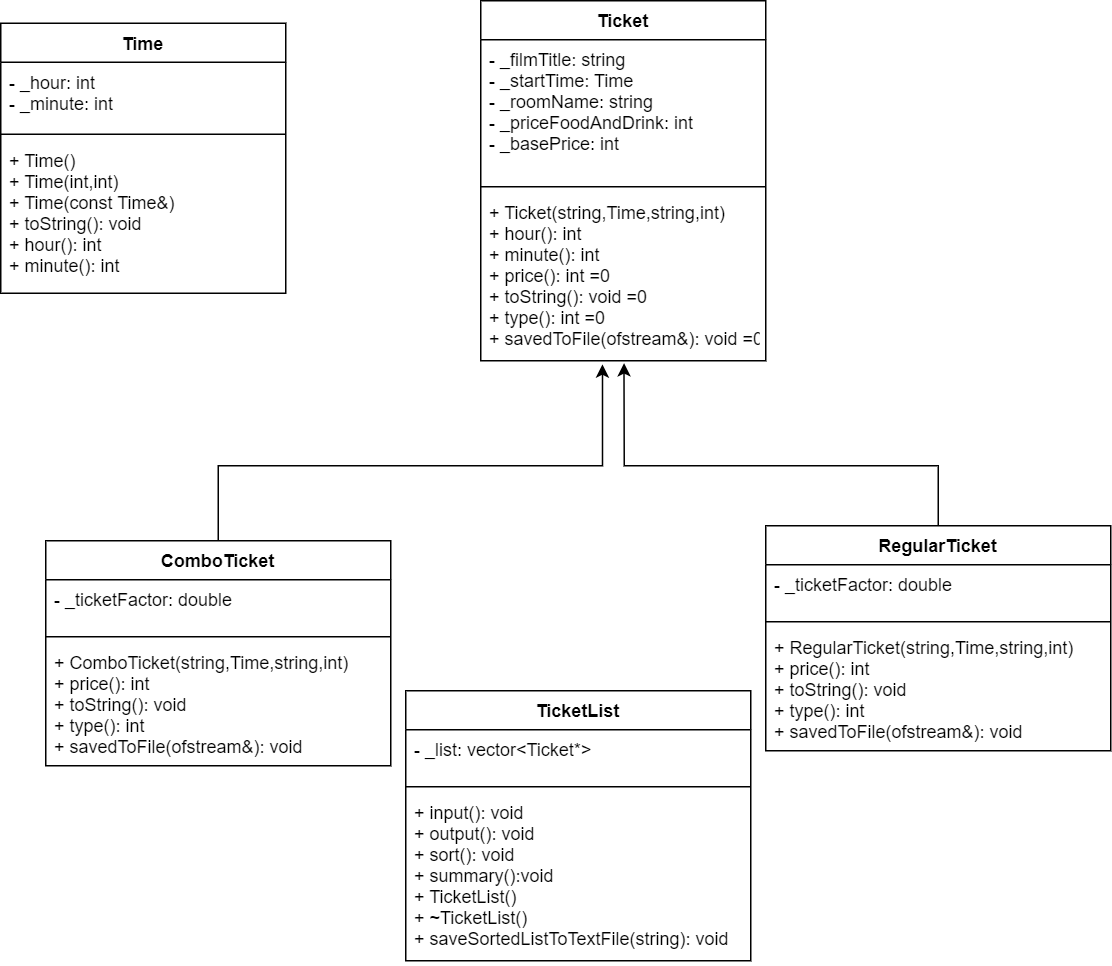 Time
- _hour: int
- _minute: int
+ Time()
+ Time(int,int)
+ Time(const Time&)
+ toString(): void
+ hour(): int
+ minute(): int
Ticket
- _filmTitle: string
- _startTime: Time
- _roomName: string
- _priceFoodAndDrink: int
- _basePrice: int
+ Ticket(string,Time,string,int)
+ hour(): int
+ minute(): int
+ price(): int =0
+ toString(): void =0
+ type(): int =0
+ savedToFile(ofstream&): void =0
ComboTicket
- _ticketFactor: double
+ ComboTicket(string,Time,string,int)
+ price(): int
+ toString(): void
+ type(): int
+ savedToFile(ofstream&): void
RegularTicket
- _ticketFactor: double
+ RegularTicket(string,Time,string,int)
+ price(): int
+ toString(): void
+ type(): int
+ savedToFile(ofstream&): void
TicketList
- _list: vector<Ticket*>
+ input(): void
+ output(): void
+ sort(): void
+ summary():void
+ TicketList()
+ ~TicketList()
+ saveSortedListToTextFile(string): void